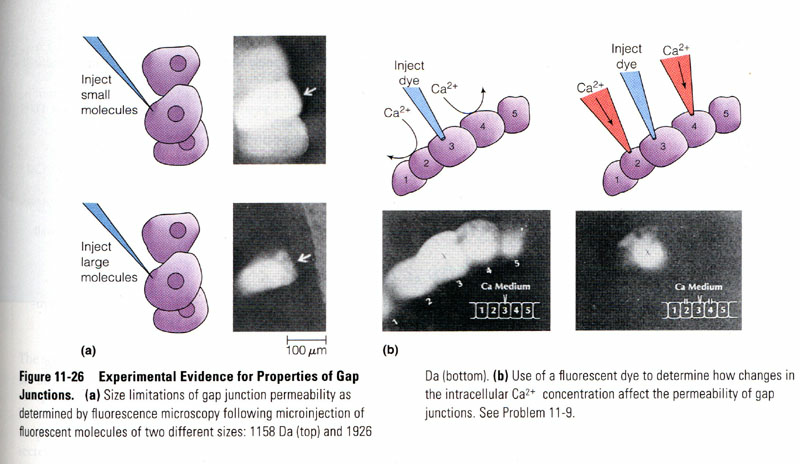 Inject
small
molecules
Inject
large
molecules
(a)
100 μm
Inject
dye
Ca2+
Ca2+
1
2
3
4
5
Ca2+
Inject
dye
Ca2+
1
2
3
4
5
1
2
3
4
5
Ca Medium
1 2 3 4 5
Ca Medium
1 2 3 4 5
(b)
Figure 11-26 Experimental Evidence for Properties of Gap
Junctions. (a) Size limitations of gap junction permeability as
determined by fluorescence microscopy following microinjection of
fluorescent molecules of two different sizes: 1158 Da (top) and 1926
Da (bottom). (b) Use of a fluorescent dye to determine how changes in
the intracellular Ca2+ concentration affect the permeability of gap
junctions. See Problem 11-9.